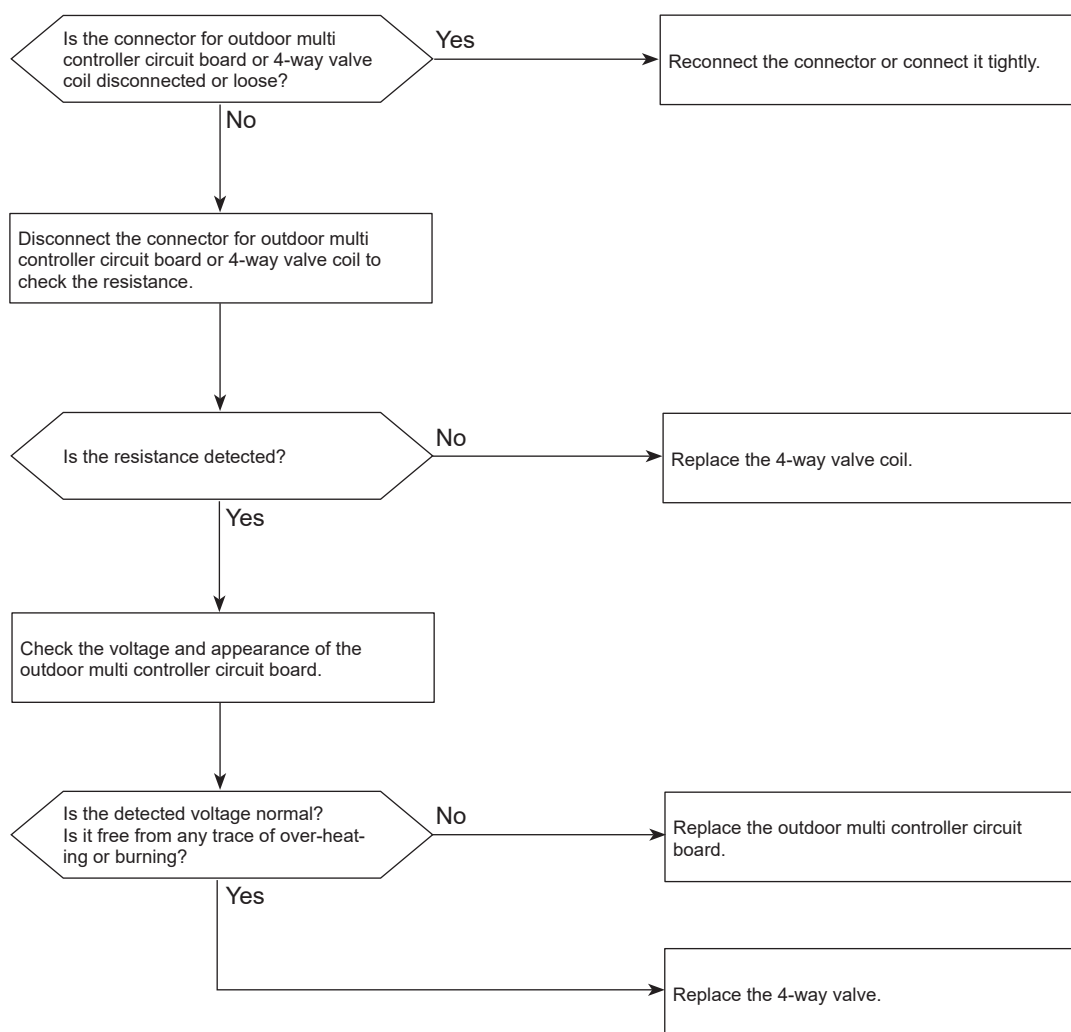 Is the connector for outdoor multi
controller circuit board or 4-way valve
coil disconnected or loose?
Yes
Reconnect the connector or connect it tightly.
No
Disconnect the connector for outdoor multi
controller circuit board or 4-way valve coil to
check the resistance.
Is the resistance detected?
No
Replace the 4-way valve coil.
Yes
Check the voltage and appearance of the
outdoor multi controller circuit board.
Is the detected voltage normal?
Is it free from any trace of over-heat-
ing or burning?
No
Replace the outdoor multi controller circuit
board.
Yes
Replace the 4-way valve.